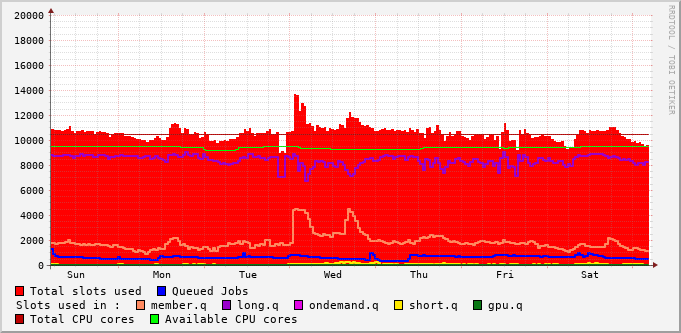 RRDTOOL / TOBI OETIKER
20000
18000
16000
14000
12000
10000
8000
6000
4000
2000
0
Sun Mon Tue Wed Thu Fri Sat
Total slots used Queued Jobs
Slots used in : member.q long.q ondemand.q short.q gpu.q
Total CPU cores Available CPU cores